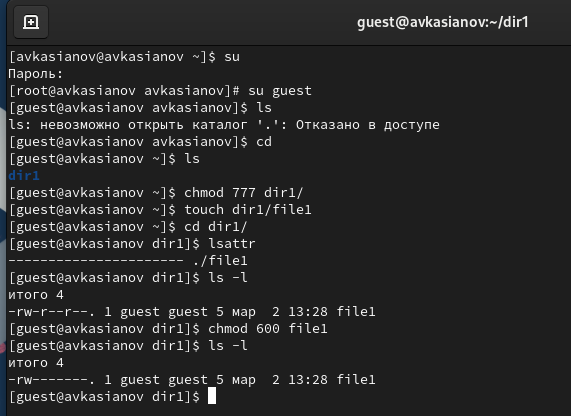 guest@avkasianov:~/dir1
[avkasianov@avkasianov ~]$ su
Пароль:
[root@avkasianov avkasianov]# su guest
[guest@avkasianov avkasianov]$ ls
ls: невозможно открыть каталог '.': Отказано в доступе
[guest@avkasianov avkasianov]$ cd
[guest@avkasianov ~]$ ls
dir1
[guest@avkasianov ~]$ chmod 777 dir1/
[guest@avkasianov ~]$ touch dir1/file1
[guest@avkasianov ~]$ cd dir1/
[guest@avkasianov dir1]$ lsattr
---------------------- ./file1
[guest@avkasianov dir1]$ ls -l
итого 4
-rw-r--r--. 1 guest guest 5 мар  2 13:28 file1
[guest@avkasianov dir1]$ chmod 600 file1
[guest@avkasianov dir1]$ ls -l
итого 4
-rw-------. 1 guest guest 5 мар  2 13:28 file1
[guest@avkasianov dir1]$